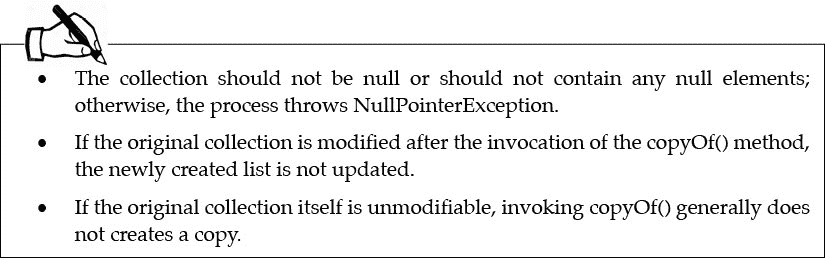 • The collection should not be null or should not contain any null elements;
otherwise, the process throws NullPointerException.
• If the original collection is modified after the invocation of the copyOf() method,
the newly created list is not updated.
• If the original collection itself is unmodifiable, invoking copyOf() generally does
not creates a copy.